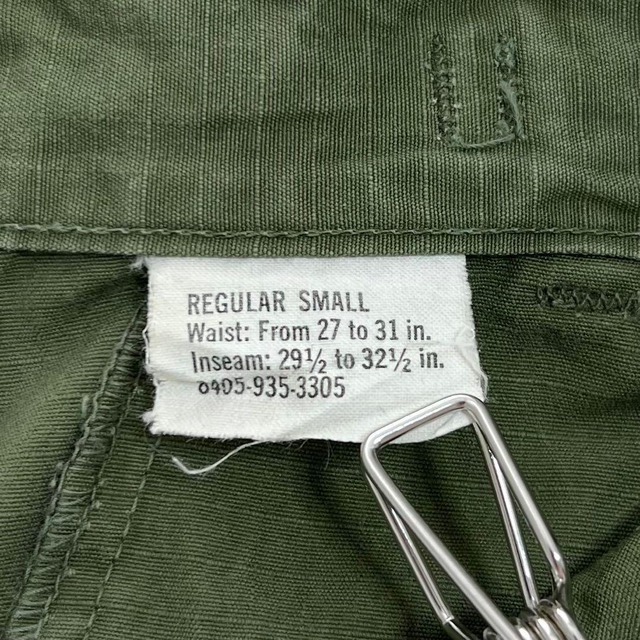 REGULAR SMALL
Waist: From 27 to 31 in.
Inseam: 29½ to 32½ in.
8405-935-3305